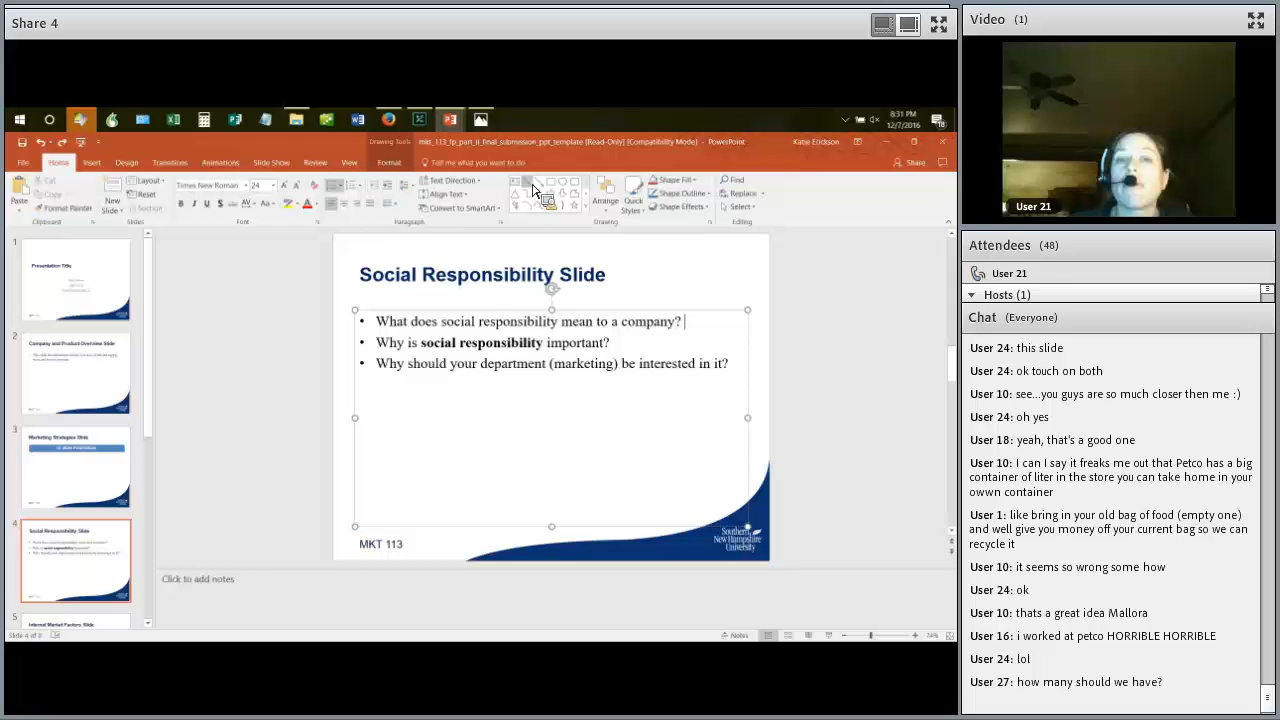 Share 4
Video (1)
User 21
Attendees (48)
User 21
Hosts (1)
Chat (Everyone)
User 24: this slide
User 24: ok touch on both
User 10: see...you guys are so much closer then me :)
User 24: oh yes
User 18: yeah, that's a good one
User 10: I can I say it freaks me out that Petco has a big
container of liter in the store you can take home in your
owwn container
User 1: like bring in your old bag of food (empty one)
and well give you money off your current bag so we can
recycle it
User 10: it seems so wrong some how
User 24: ok
User 10: thats a great idea Mallora
User 16: i worked at petco HORRIBLE HORRIBLE
User 24: lol
User 27: how many should we have?
8:31 PM
12/7/2016
Drawing Tools
mkt_113_fp_part_ii_final_submission_ppt_template [Read-Only] [Compatibility Mode] - PowerPoint
Katie Erickson
File Home Insert Design Transitions Animations Slide Show Review View Format Tell me what you want to do
Share
Paste
Cut
Copy
Format Painter
Clipboard
New
Slide
Layout
Reset
Section
Slides
Times New Roman 24
Font
Text Direction
Align Text
Convert to SmartArt
Paragraph
Arrange
Quick
Styles
Shape Fill
Shape Outline
Shape Effects
Drawing
Find
Replace
Select
Editing
1
Presentation Title
2
Company and Product Overview Slide
3
Marketing Strategies Slide
4
Social Responsibility Slide
5
Internal Market Factors Slide
Social Responsibility Slide
• What does social responsibility mean to a company?
• Why is social responsibility important?
• Why should your department (marketing) be interested in it?
MKT 113
Southern
New Hampshire
University
Click to add notes
Slide 4 of 9
Notes
74%